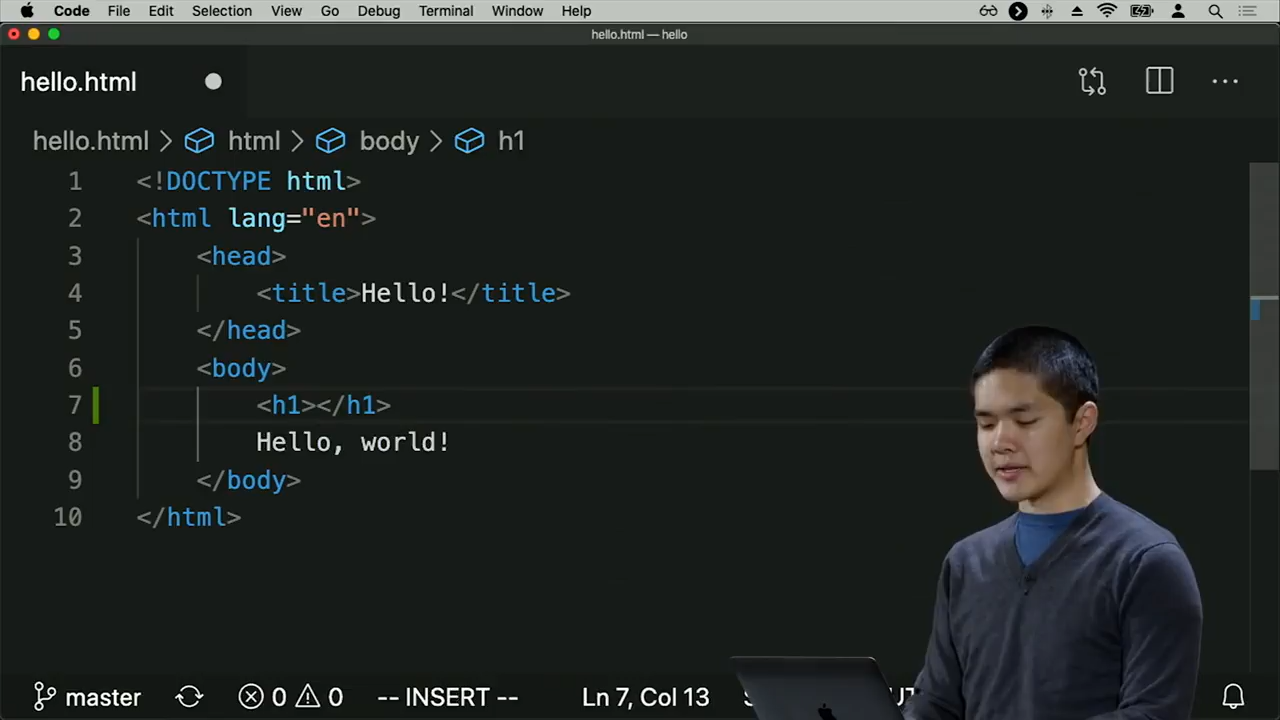 Code File Edit Selection View Go Debug Terminal Window Help
hello.html — hello
hello.html
hello.html > html > body > h1
1 <!DOCTYPE html>
2 <html lang="en">
3 <head>
4 <title>Hello!</title>
5 </head>
6 <body>
7 <h1></h1>
8 Hello, world!
9 </body>
10 </html>
master 0 0 -- INSERT -- Ln 7, Col 13